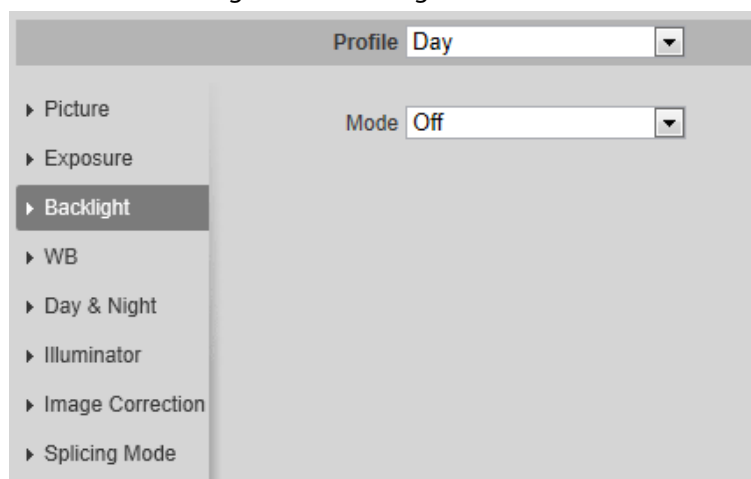 Profile Day
Picture
Mode Off
Exposure
Backlight
WB
Day & Night
Illuminator
Image Correction
Splicing Mode